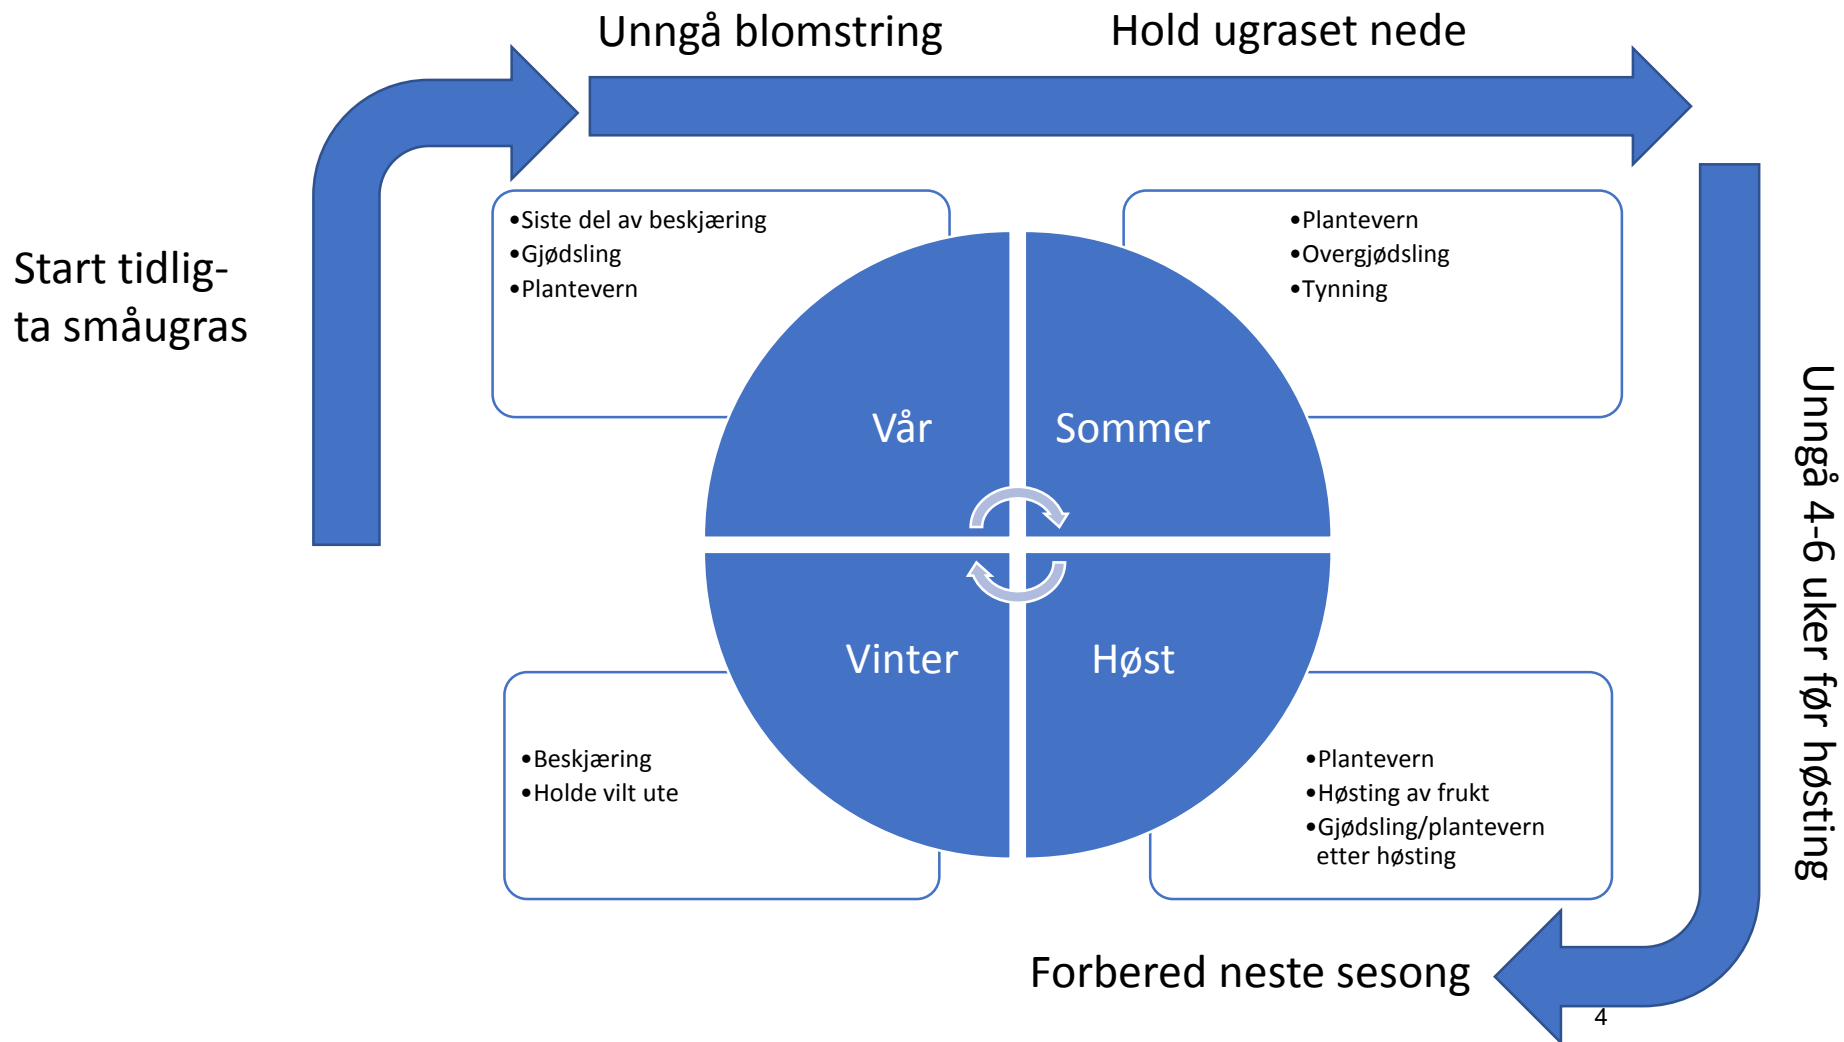 Unngå blomstring
Hold ugraset nede
Start tidlig-
ta småugras
•Siste del av beskjæring
•Gjødsling
•Plantevern
•Plantevern
•Overgjødsling
•Tynning
Vår
Sommer
Unngå 4-6 uker før høsting
Vinter
Høst
•Beskjæring
•Holde vilt ute
•Plantevern
•Høsting av frukt
•Gjødsling/plantevern
etter høsting
Forbered neste sesong
4